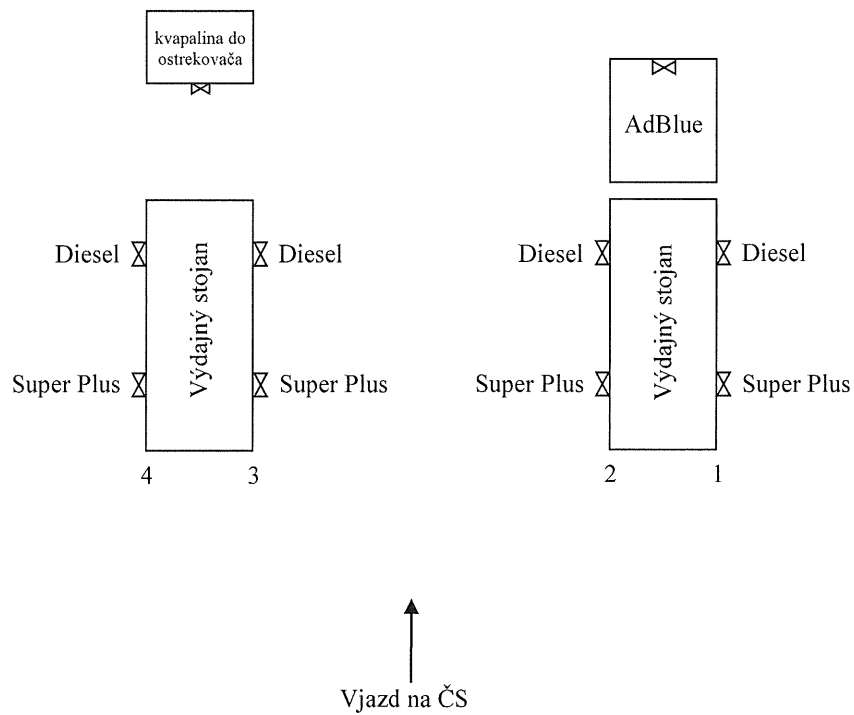 kvapalina do
ostrekovača
AdBlue
Diesel
Výdajný stojan
Diesel
Super Plus
Super Plus
4
3
Diesel
Výdajný stojan
Diesel
Super Plus
Super Plus
2
1
Vjazd na ČS